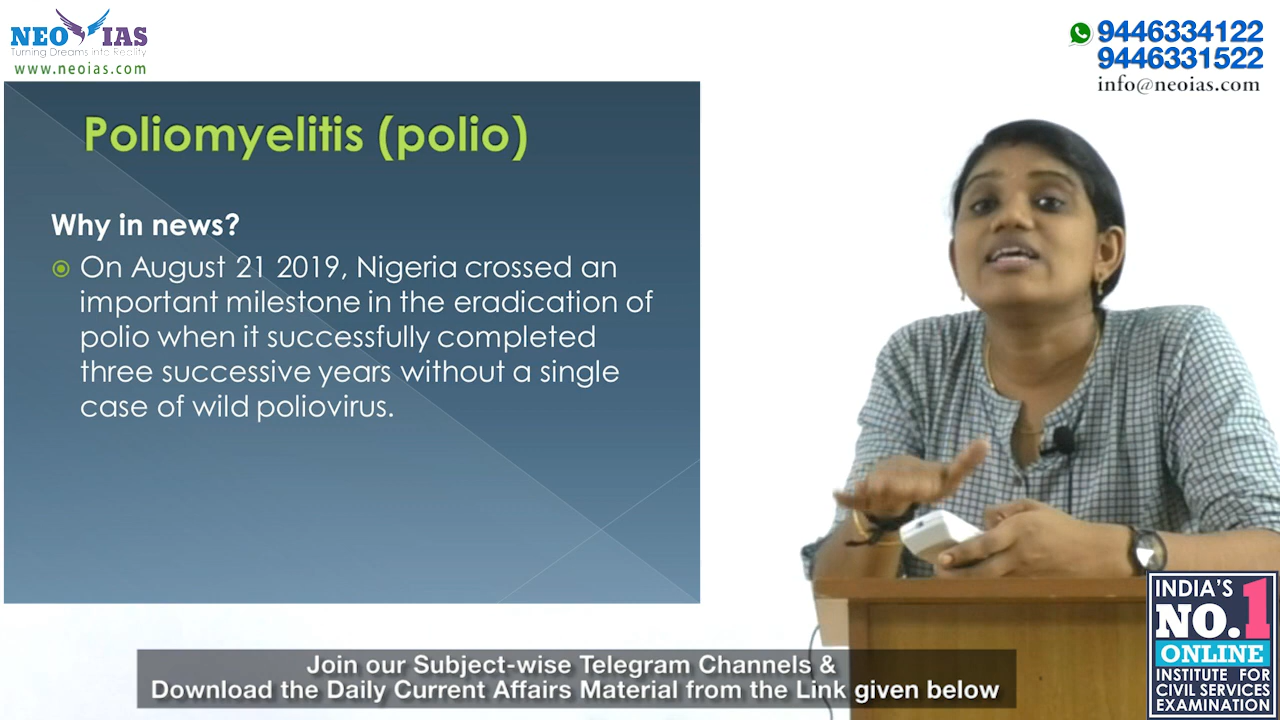 NEO IAS
Turning Dreams into Reality
www.neoias.com
9446334122
9446331522
info@neoias.com
Poliomyelitis (polio)
Why in news?
On August 21 2019, Nigeria crossed an
important milestone in the eradication of
polio when it successfully completed
three successive years without a single
case of wild poliovirus.
INDIA'S
NO.1
ONLINE
INSTITUTE FOR
CIVIL SERVICES
EXAMINATION
Join our Subject-wise Telegram Channels &
Download the Daily Current Affairs Material from the Link given below